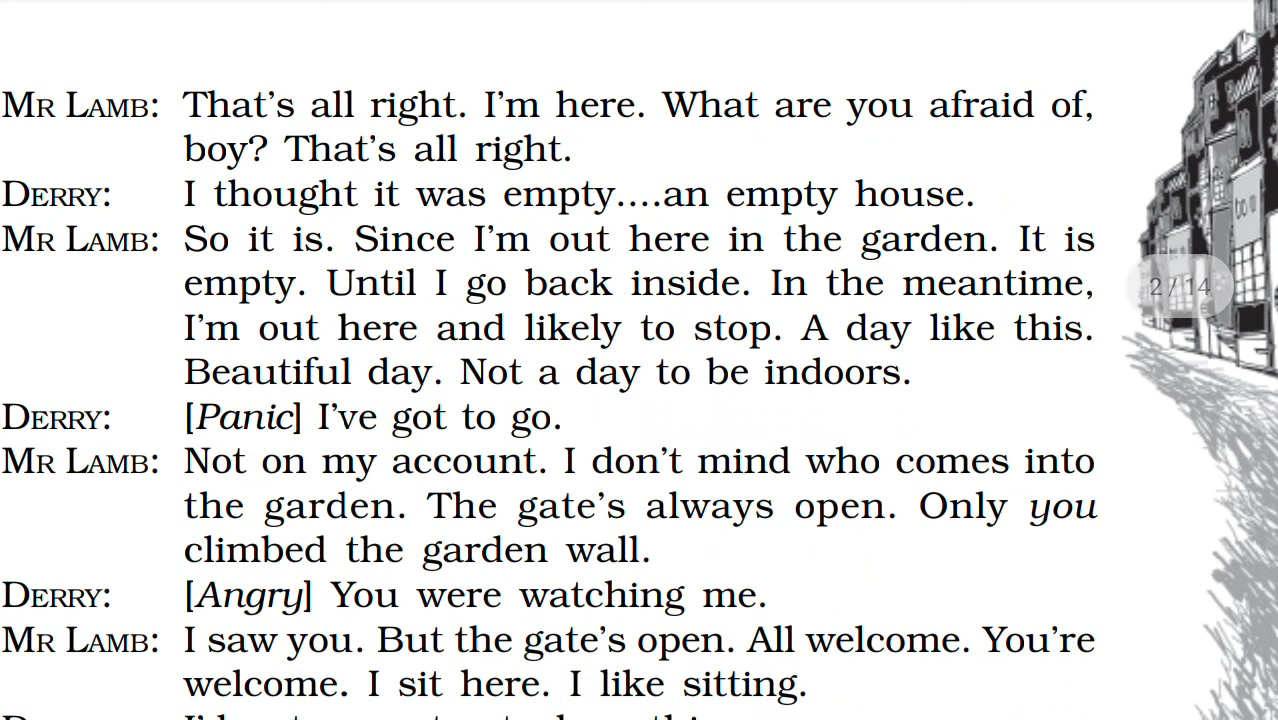 MR LAMB: That's all right. I'm here. What are you afraid of,
boy? That's all right.
DERRY: I thought it was empty....an empty house.
MR LAMB: So it is. Since I'm out here in the garden. It is
empty. Until I go back inside. In the meantime,
I'm out here and likely to stop. A day like this.
Beautiful day. Not a day to be indoors.
DERRY: [Panic] I've got to go.
MR LAMB: Not on my account. I don't mind who comes into
the garden. The gate's always open. Only you
climbed the garden wall.
DERRY: [Angry] You were watching me.
MR LAMB: I saw you. But the gate's open. All welcome. You're
welcome. I sit here. I like sitting.
2 / 14